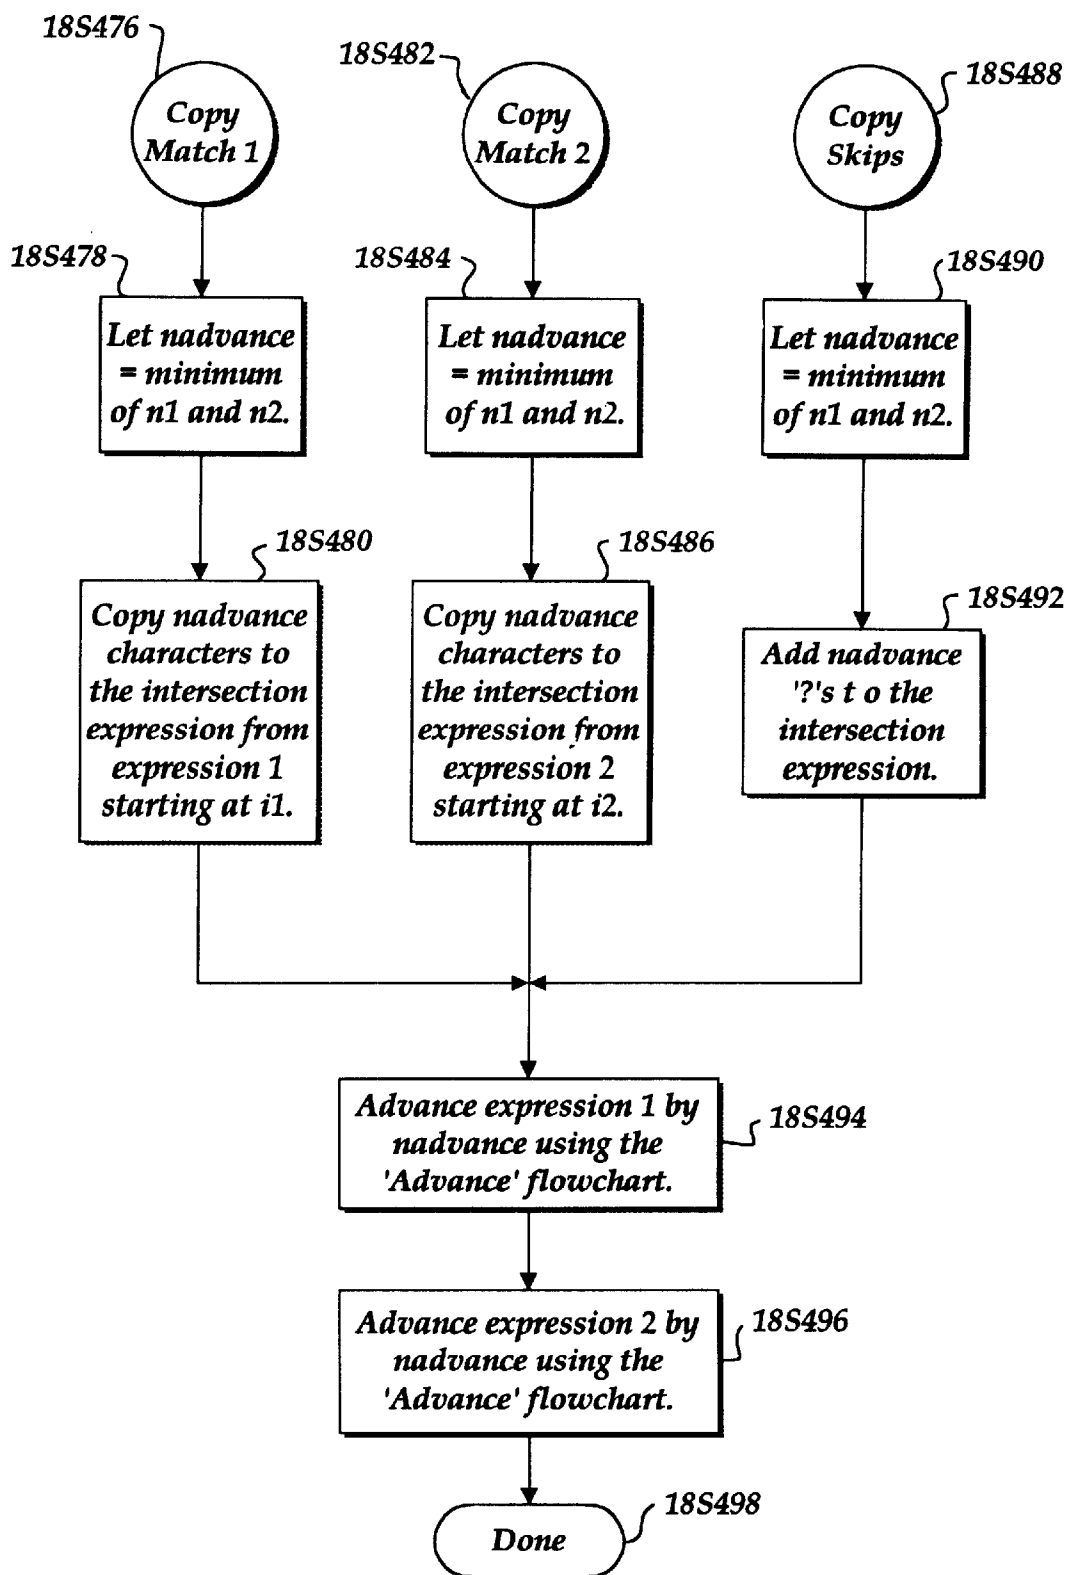 18S476
Copy
Match 1
18S482
Copy
Match 2
18S488
Copy
Skips
18S478
Let nadvance
= minimum
of n1 and n2.
18S484
Let nadvance
= minimum
of n1 and n2.
18S490
Let nadvance
= minimum
of n1 and n2.
18S480
Copy nadvance
characters to
the intersection
expression from
expression 1
starting at i1.
18S486
Copy nadvance
characters to
the intersection
expression from
expression 2
starting at i2.
18S492
Add nadvance
'?'s t o the
intersection
expression.
Advance expression 1 by
nadvance using the
'Advance' flowchart.
18S494
Advance expression 2 by
nadvance using the
'Advance' flowchart.
18S496
Done
18S498